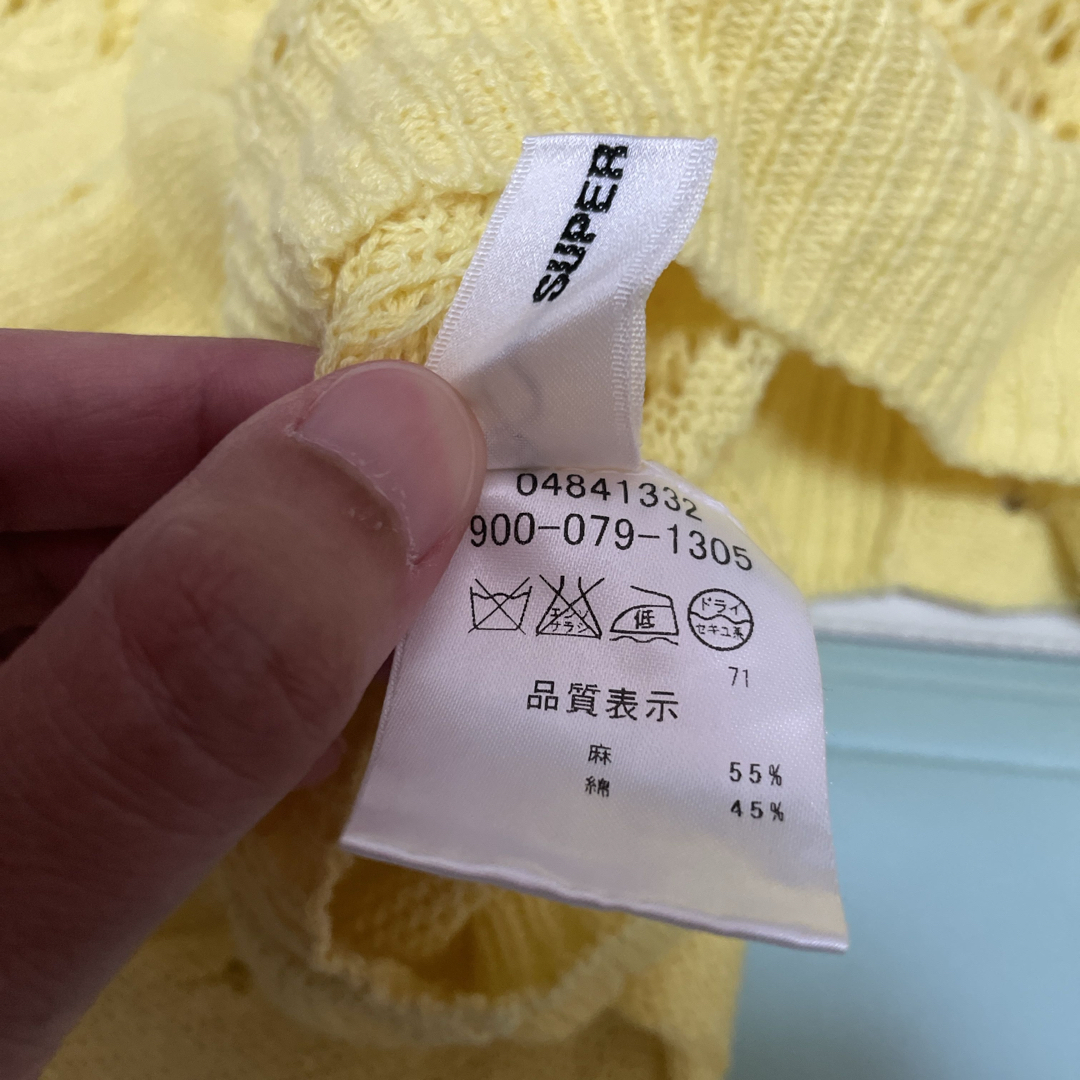 SUPER
04841332
900-079-1305
エンソ
サラシ
低
ドライ
セキユ系
71
品質表示
麻 55%
綿 45%